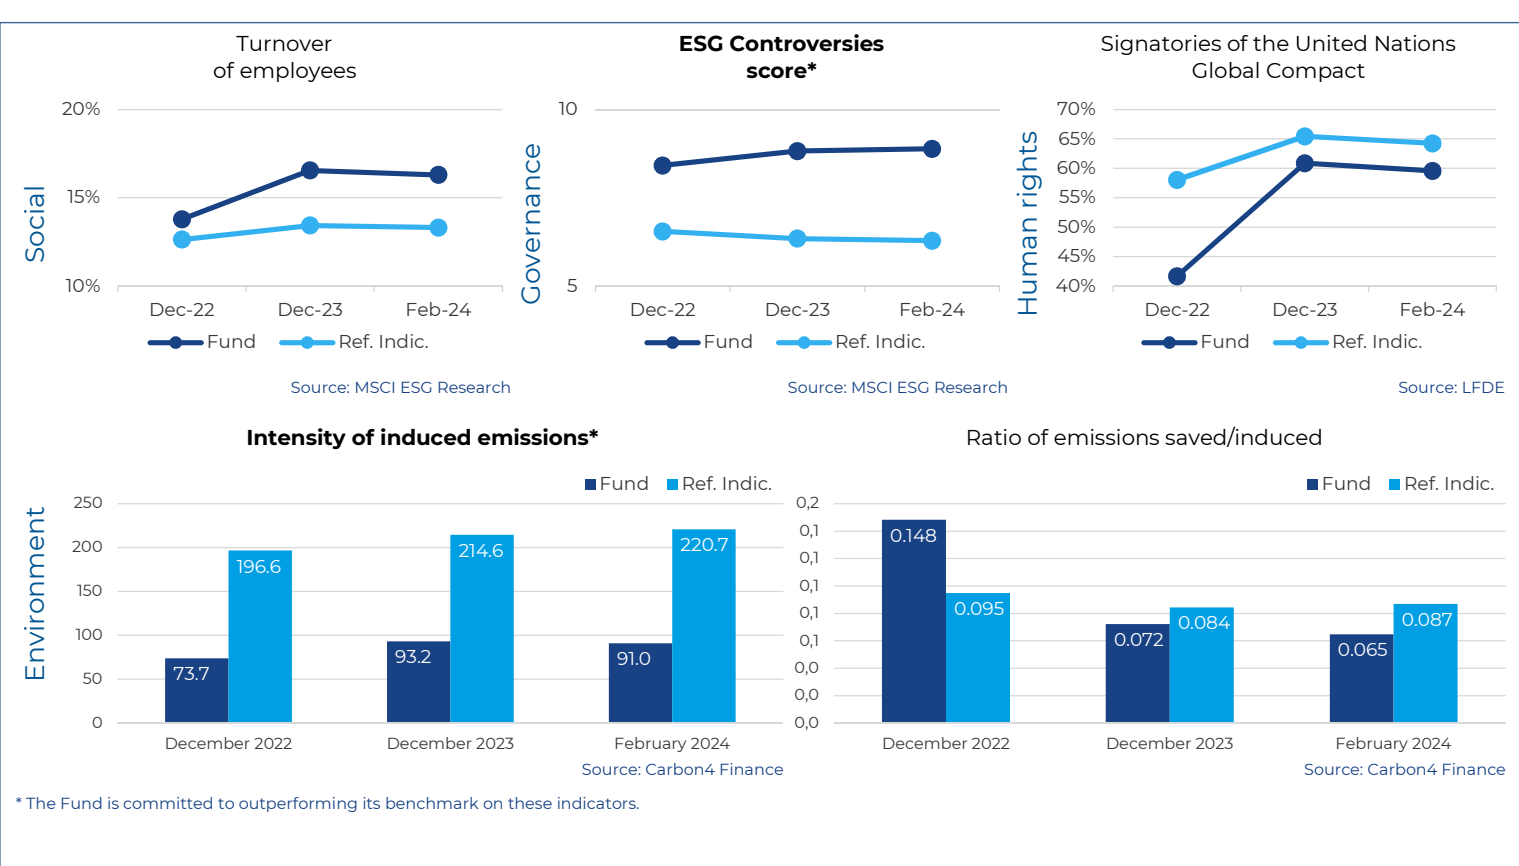 Turnover
of employees
Social
20%
15%
10%
Dec-22
Dec-23
Feb-24
Fund
Ref. Indic.
Source: MSCI ESG Research
ESG Controversies
score*
Governance
10
5
Dec-22
Dec-23
Feb-24
Fund
Ref. Indic.
Source: MSCI ESG Research
Signatories of the United Nations
Global Compact
Human rights
70%
65%
60%
55%
50%
45%
40%
Dec-22
Dec-23
Feb-24
Fund
Ref. Indic.
Source: LFDE
Intensity of induced emissions*
Environment
Fund
Ref. Indic.
250
200
150
100
50
0
73.7
196.6
93.2
214.6
91.0
220.7
December 2022
December 2023
February 2024
Source: Carbon4 Finance
Ratio of emissions saved/induced
Fund
Ref. Indic.
0,2
0,1
0,1
0,1
0,1
0,1
0,0
0,0
0,0
0.148
0.095
0.072
0.084
0.065
0.087
December 2022
December 2023
February 2024
Source: Carbon4 Finance
* The Fund is committed to outperforming its benchmark on these indicators.